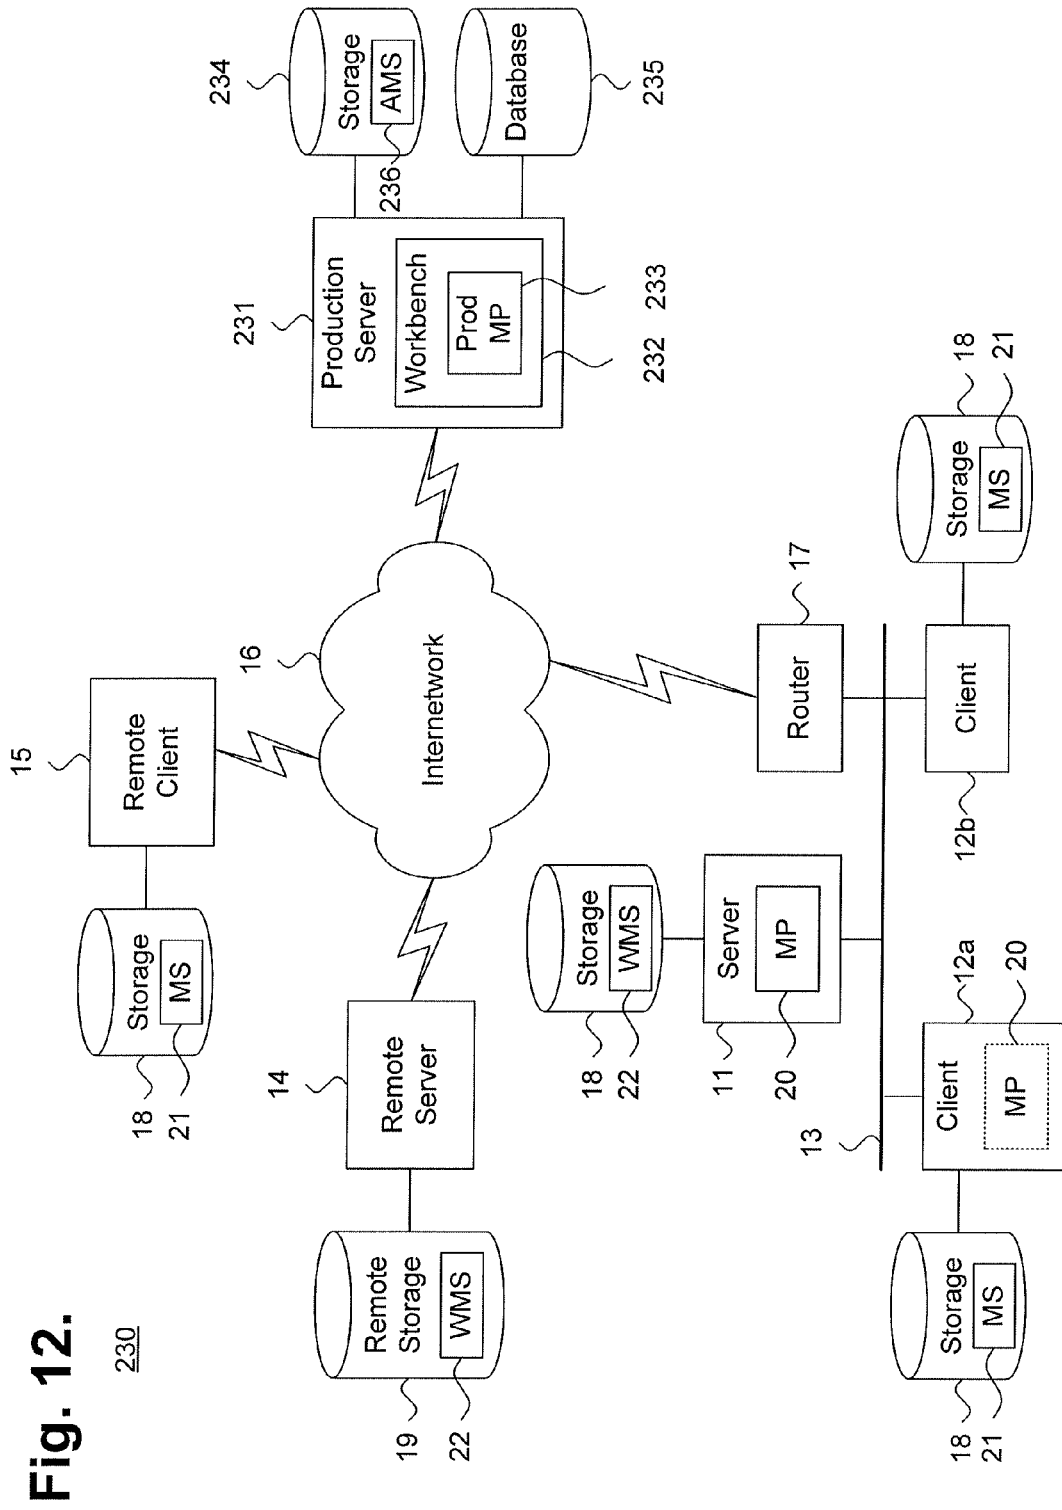 Fig. 12.
230
15
Remote
Client
Storage
MS
18
21
14
Remote
Server
Remote
Storage
WMS
19
22
16
Internetwork
231
Production
Server
Workbench
Prod
MP
232
233
234
Storage
AMS
236
Database
235
Storage
WMS
18
22
Server
MP
11
20
Router
17
13
Client
MP
12a
20
Storage
MS
18
21
Client
12b
Storage
MS
18
21